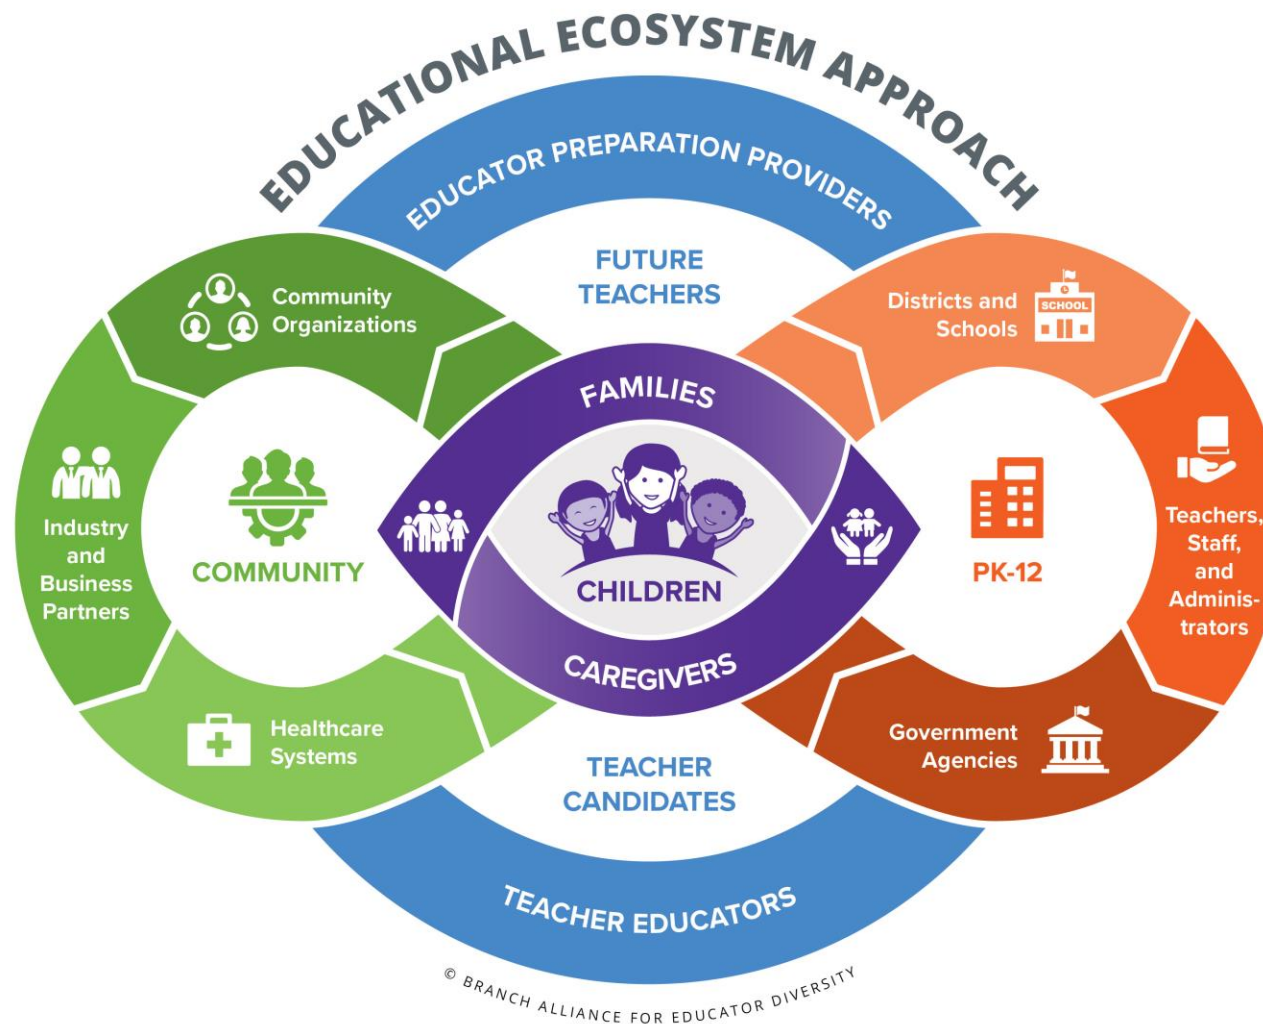 EDUCATIONAL ECOSYSTEM APPROACH
EDUCATOR PREPARATION PROVIDERS
FUTURE
TEACHERS
Community
Organizations
Districts and
Schools
SCHOOL
FAMILIES
Industry
and
Business
Partners
COMMUNITY
CHILDREN
PK-12
Teachers,
Staff,
and
Adminis-
trators
CAREGIVERS
Healthcare
Systems
Government
Agencies
TEACHER
CANDIDATES
TEACHER EDUCATORS
© BRANCH ALLIANCE FOR EDUCATOR DIVERSITY